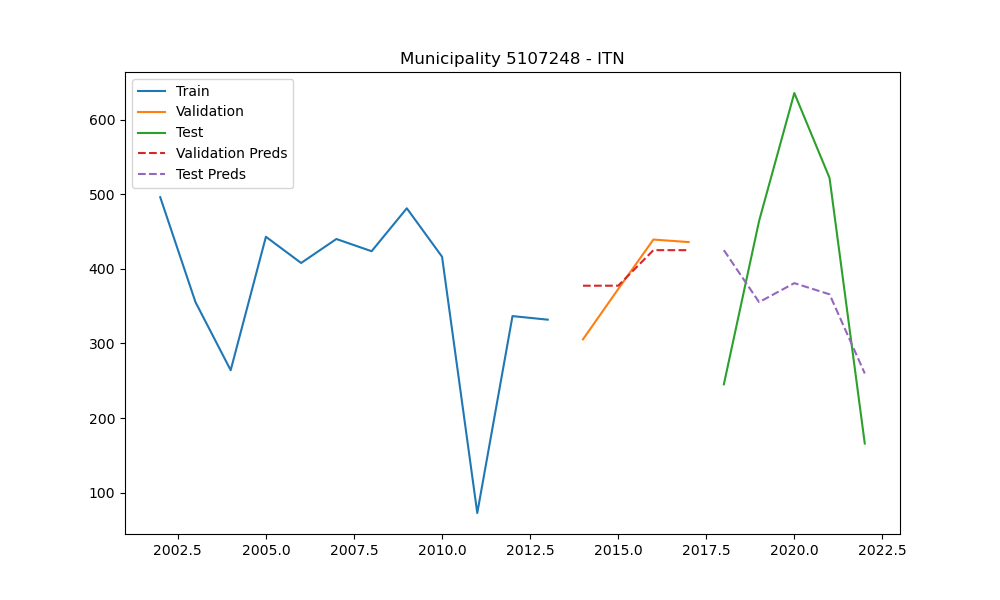 Municipality 5107248 - ITN
Train
Validation
Test
Validation Preds
Test Preds
600
500
400
300
200
100
2002.5 2005.0 2007.5 2010.0 2012.5 2015.0 2017.5 2020.0 2022.5